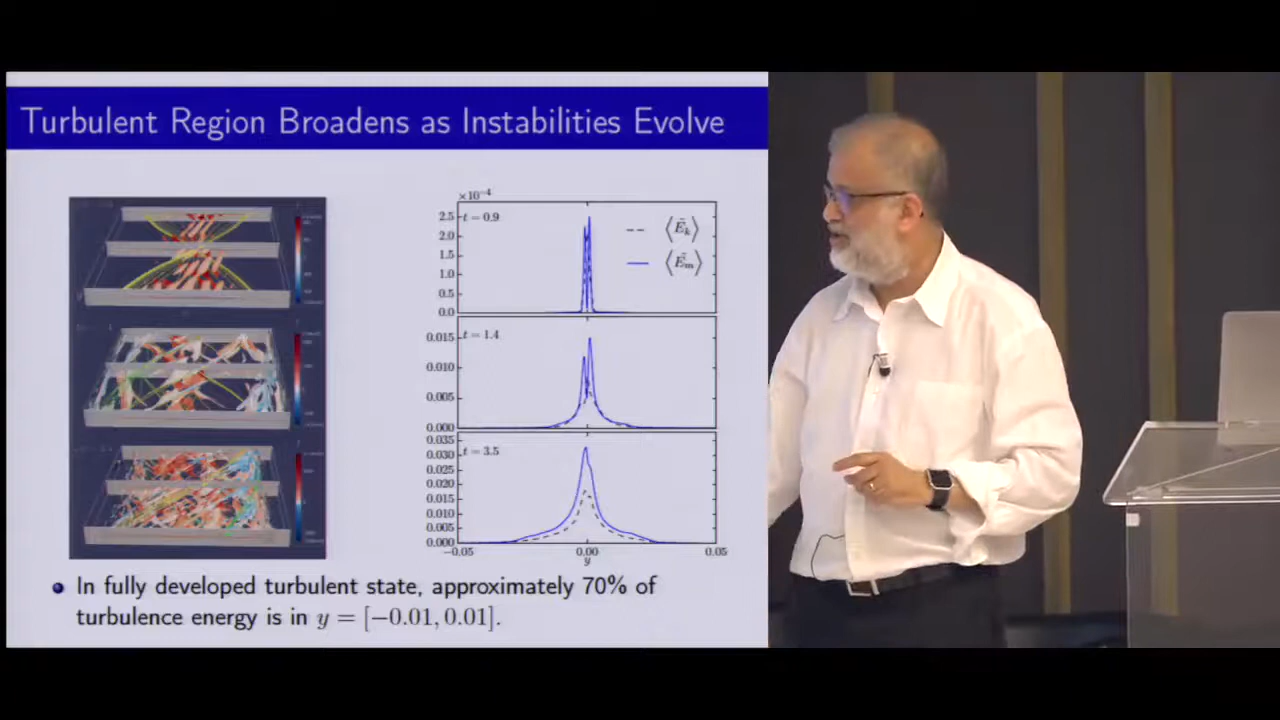 Turbulent Region Broadens as Instabilities Evolve
×10⁻⁴
2.5
2.0
1.5
1.0
0.5
0.0
t = 0.9
⟨Ẽₖ⟩
⟨Ẽₘ⟩
0.015
0.010
0.005
0.000
t = 1.4
0.035
0.030
0.025
0.020
0.015
0.010
0.005
0.000
t = 3.5
−0.05
0.00
0.05
y
In fully developed turbulent state, approximately 70% of
turbulence energy is in y = [−0.01, 0.01].